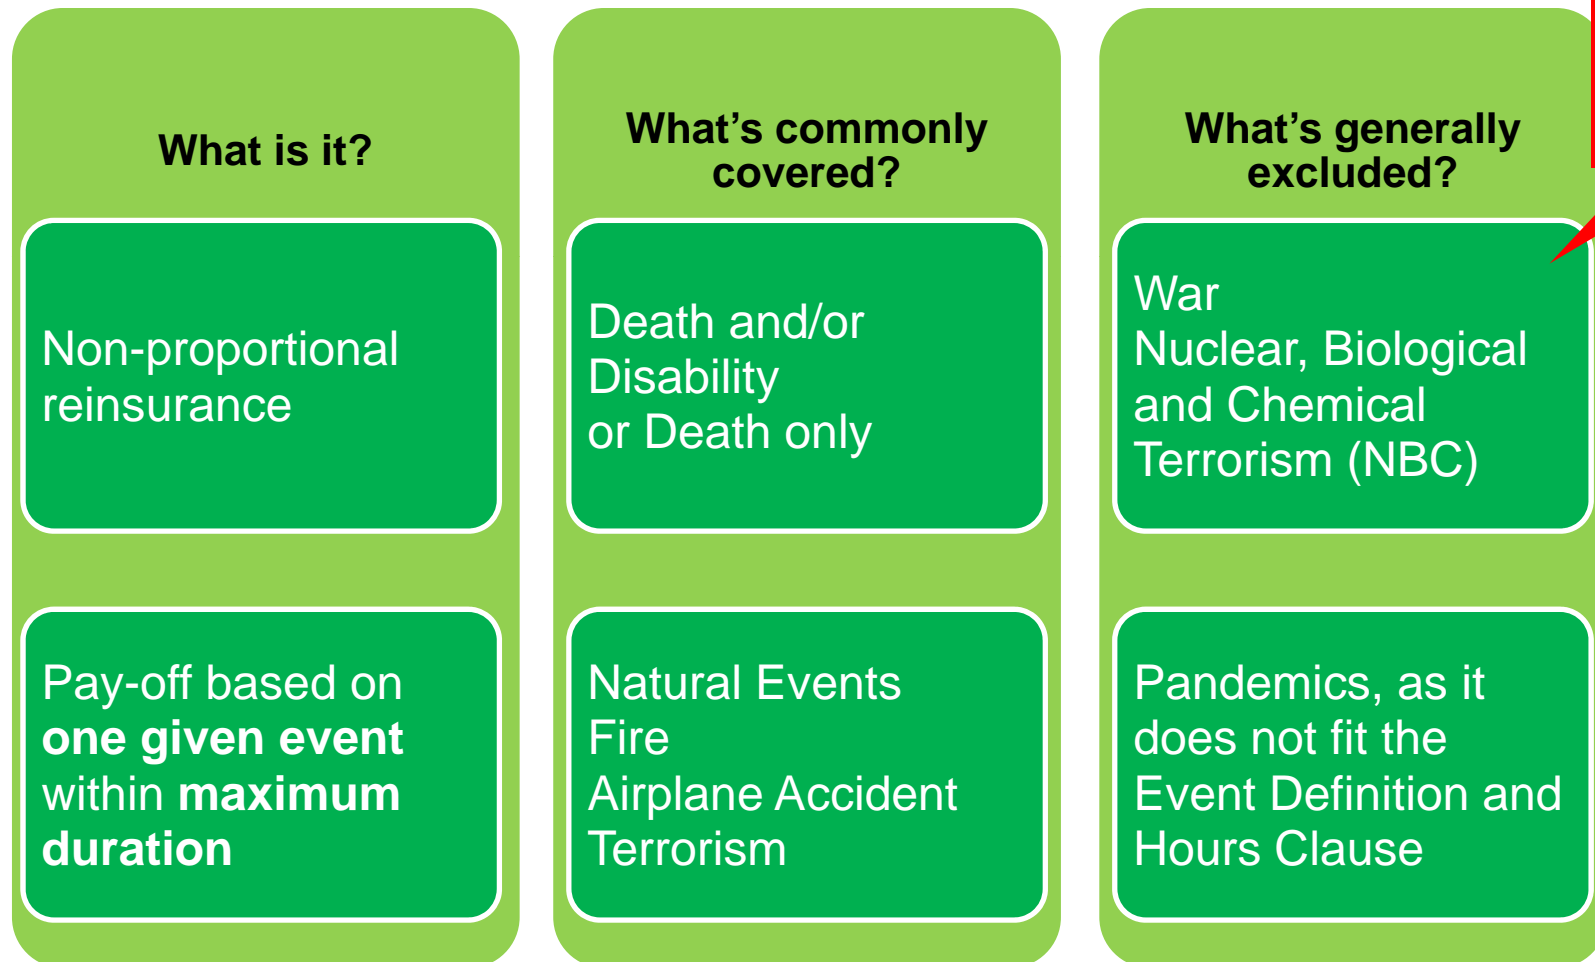 What is it?
Non-proportional
reinsurance
Pay-off based on
one given event
within maximum
duration
What’s commonly
covered?
Death and/or
Disability
or Death only
Natural Events
Fire
Airplane Accident
Terrorism
What’s generally
excluded?
War
Nuclear, Biological
and Chemical
Terrorism (NBC)
Pandemics, as it
does not fit the
Event Definition and
Hours Clause